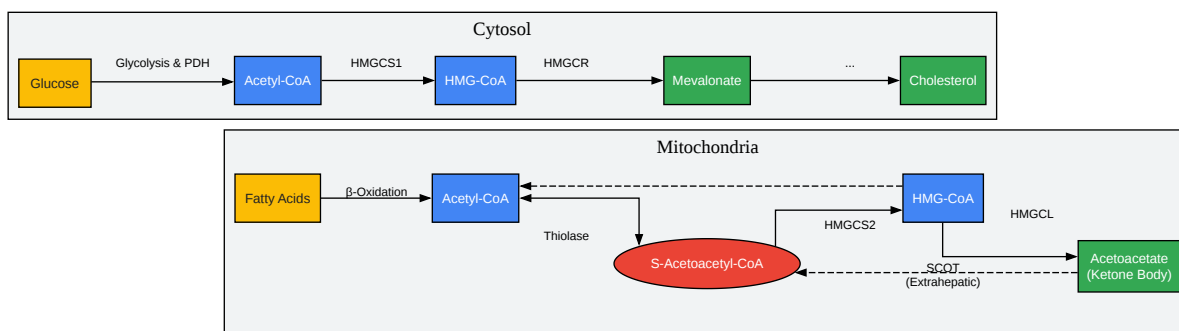 Cytosol
Glycolysis & PDH
HMGCS1
HMGCR
...
Glucose
Acetyl-CoA
HMG-CoA
Mevalonate
Cholesterol
Mitochondria
Fatty Acids
β-Oxidation
Acetyl-CoA
HMG-CoA
HMGCL
HMGCS2
Thiolase
S-Acetoacetyl-CoA
SCOT
(Extrahepatic)
Acetoacetate
(Ketone Body)